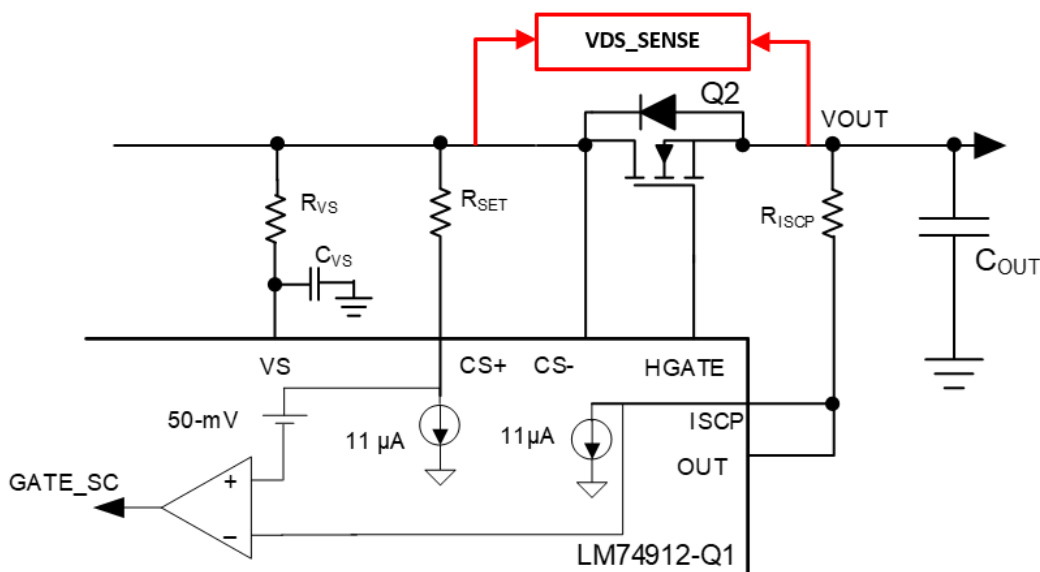 VDS_SENSE
Q2
VOUT
RVS
RSET
RISCP
CVS
COUT
VS
CS+
CS-
HGATE
50-mV
11 µA
11µA
ISCP
OUT
GATE_SC
+
−
LM74912-Q1